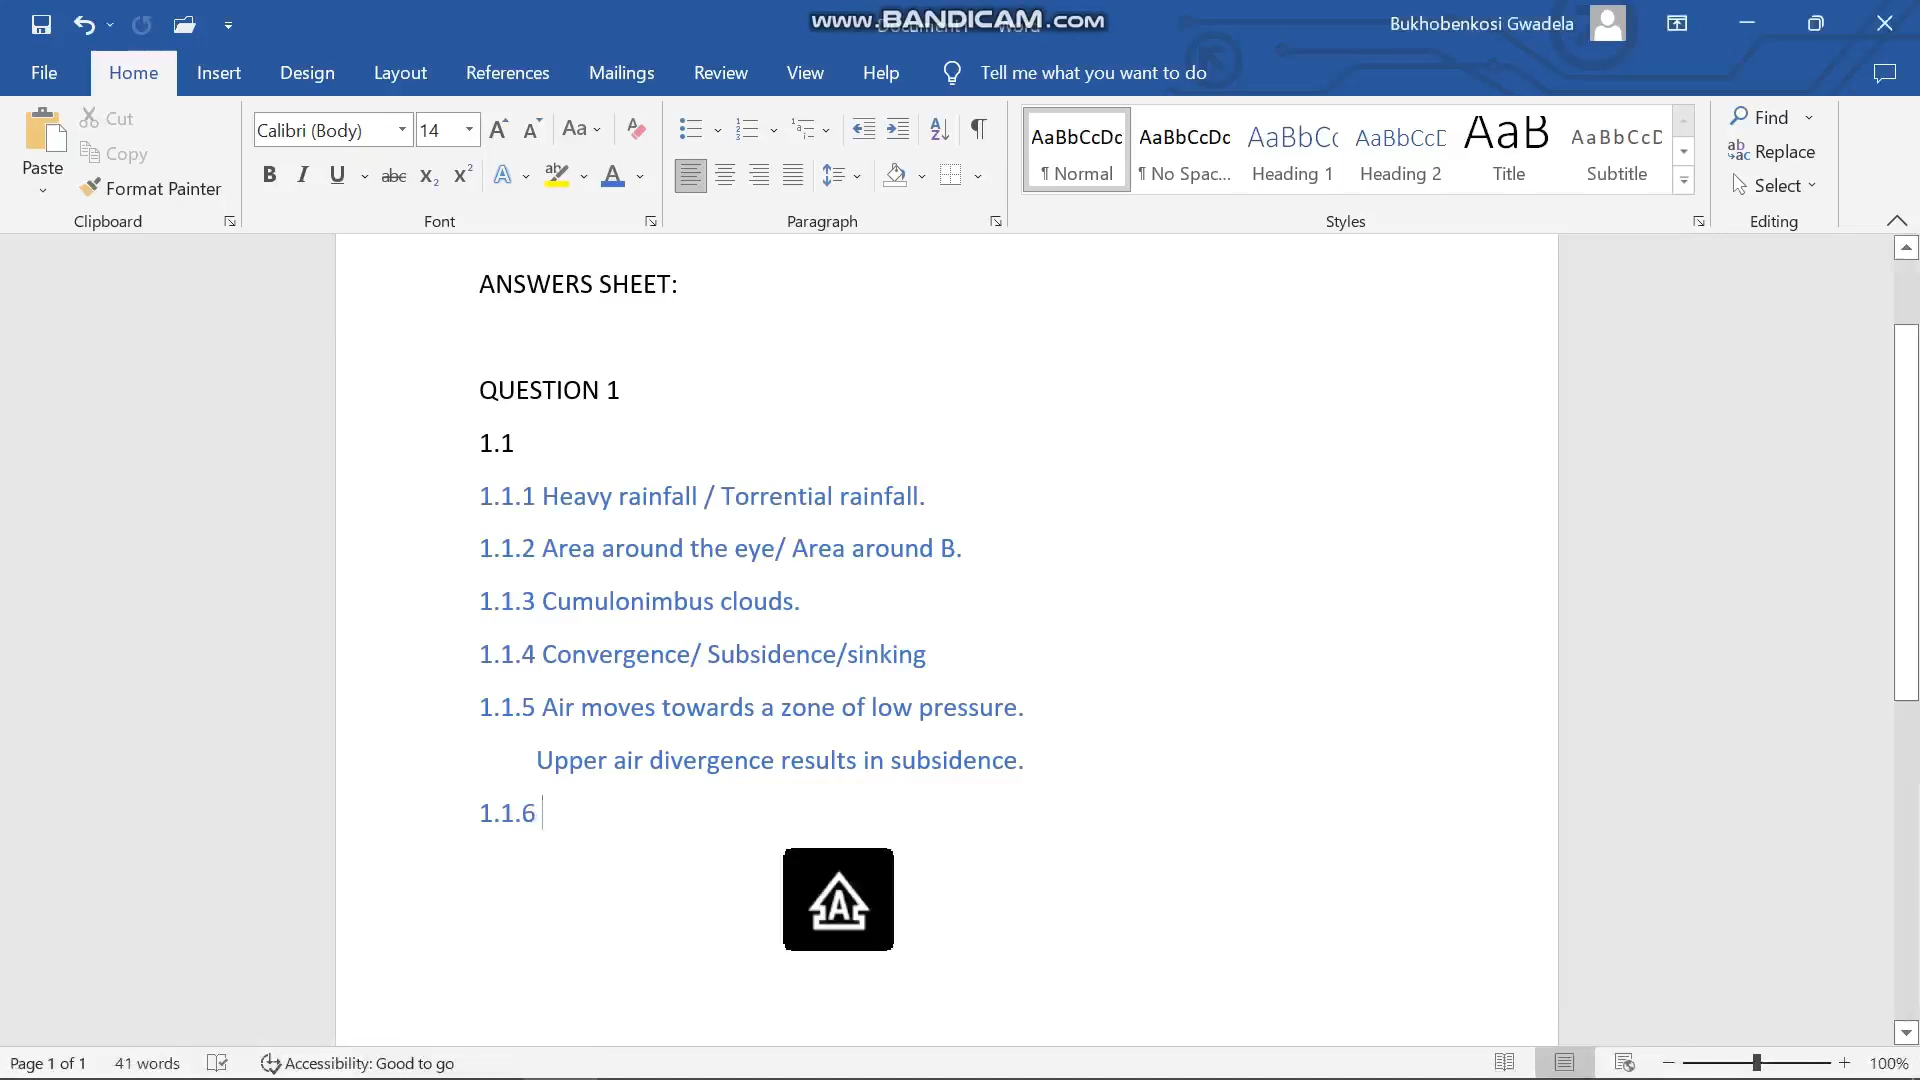 www.BANDICAM.com
Bukhobenkosi Gwadela
File Home Insert Design Layout References Mailings Review View Help Tell me what you want to do
Paste
Cut
Copy
Format Painter
Clipboard
Calibri (Body) 14
Font
Paragraph
AaBbCcDc AaBbCcDc AaBbC AaBbCcD AaB AaBbCcD
¶ Normal ¶ No Spac... Heading 1 Heading 2 Title Subtitle
Styles
Find
Replace
Select
Editing
ANSWERS SHEET:
QUESTION 1
1.1
1.1.1 Heavy rainfall / Torrential rainfall.
1.1.2 Area around the eye/ Area around B.
1.1.3 Cumulonimbus clouds.
1.1.4 Convergence/ Subsidence/sinking
1.1.5 Air moves towards a zone of low pressure.
Upper air divergence results in subsidence.
1.1.6
A
Page 1 of 1 41 words Accessibility: Good to go 100%